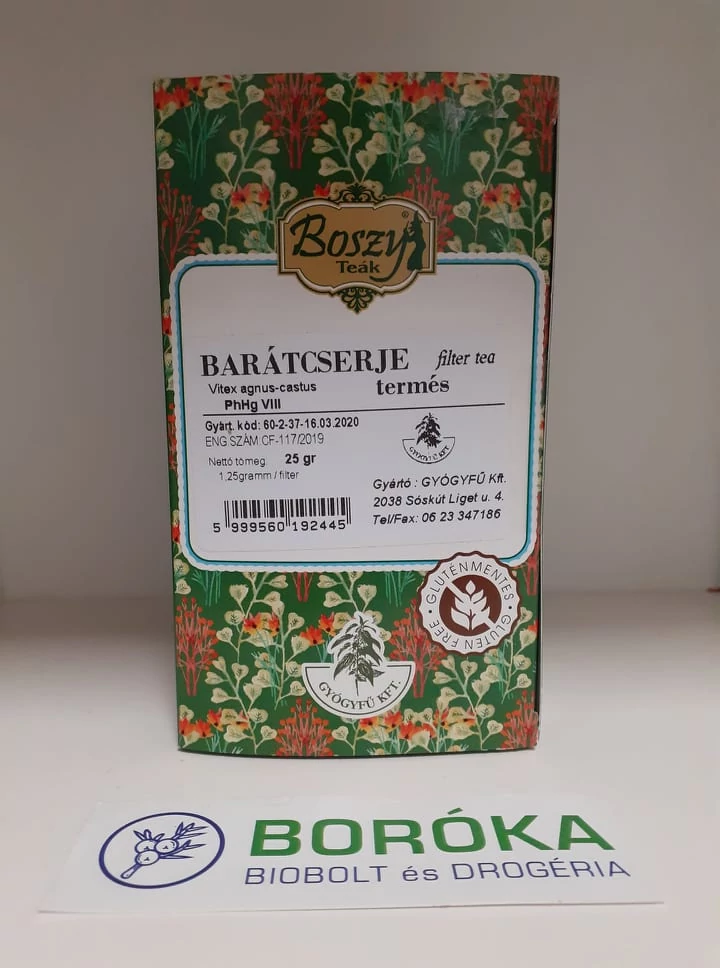 Boszy®
Teák
BARÁTCSERJE filter tea
Vitex agnus-castus termés
PhHg VIII
Gyárt. kód: 60-2-37-16.03.2020
ENG SZÁM CF-117/2019
GYÓGYFŰ KFT.
Nettó tömeg: 25 gr
1,25gramm / filter
Gyártó : GYÓGYFŰ Kft.
2038 Sóskút Liget u. 4.
Tel/Fax: 06 23 347186
5 999560 192445
GLUTÉNMENTES • GLUTEN FREE •
GYÓGYFŰ KFT.
BORÓKA
BIOBOLT és DROGÉRIA